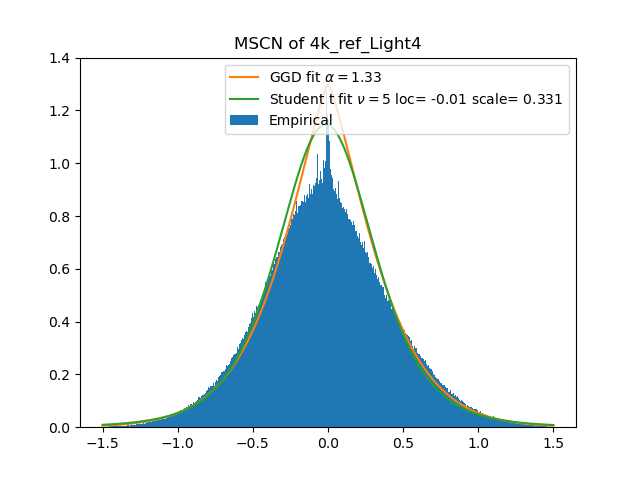 MSCN of 4k_ref_Light4
GGD fit α = 1.33
Student t fit ν = 5 loc= -0.01 scale= 0.331
Empirical
1.4
1.2
1.0
0.8
0.6
0.4
0.2
0.0
−1.5 −1.0 −0.5 0.0 0.5 1.0 1.5